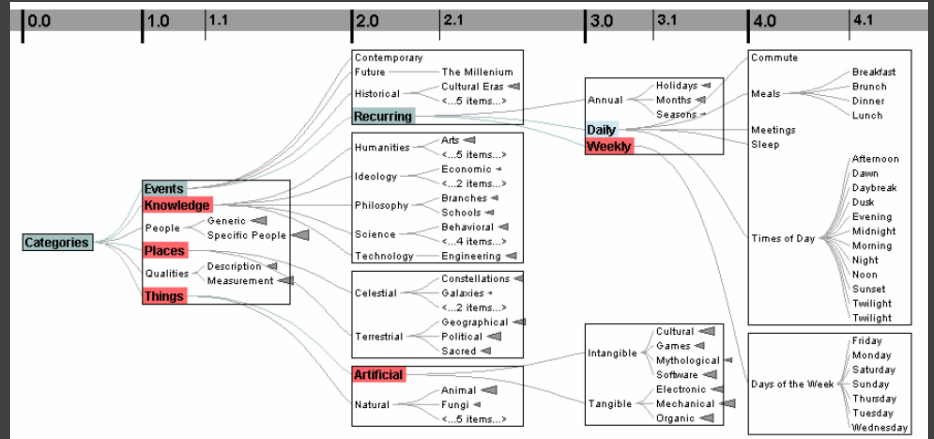 0.0 1.0 1.1 2.0 2.1 3.0 3.1 4.0 4.1
Categories
Events
Knowledge
People
Generic
Specific People
Places
Qualities
Description
Measurement
Things
Contemporary
Future
The Millenium
Historical
Cultural Eras
<...5 items...>
Recurring
Humanities
Arts
<...5 items...>
Ideology
Economic
<...2 items...>
Philosophy
Branches
Schools
Science
Behavioral
<...4 items...>
Technology
Engineering
Celestial
Constellations
Galaxies
<...2 items...>
Terrestrial
Geographical
Political
Sacred
Artificial
Natural
Animal
Fungi
<...5 items...>
Annual
Holidays
Months
Seasons
Daily
Weekly
Intangible
Cultural
Games
Mythological
Software
Tangible
Electronic
Mechanical
Organic
Commute
Meals
Breakfast
Brunch
Dinner
Lunch
Meetings
Sleep
Times of Day
Afternoon
Dawn
Daybreak
Dusk
Evening
Midnight
Morning
Night
Noon
Sunset
Twilight
Twilight
Days of the Week
Friday
Monday
Saturday
Sunday
Thursday
Tuesday
Wednesday